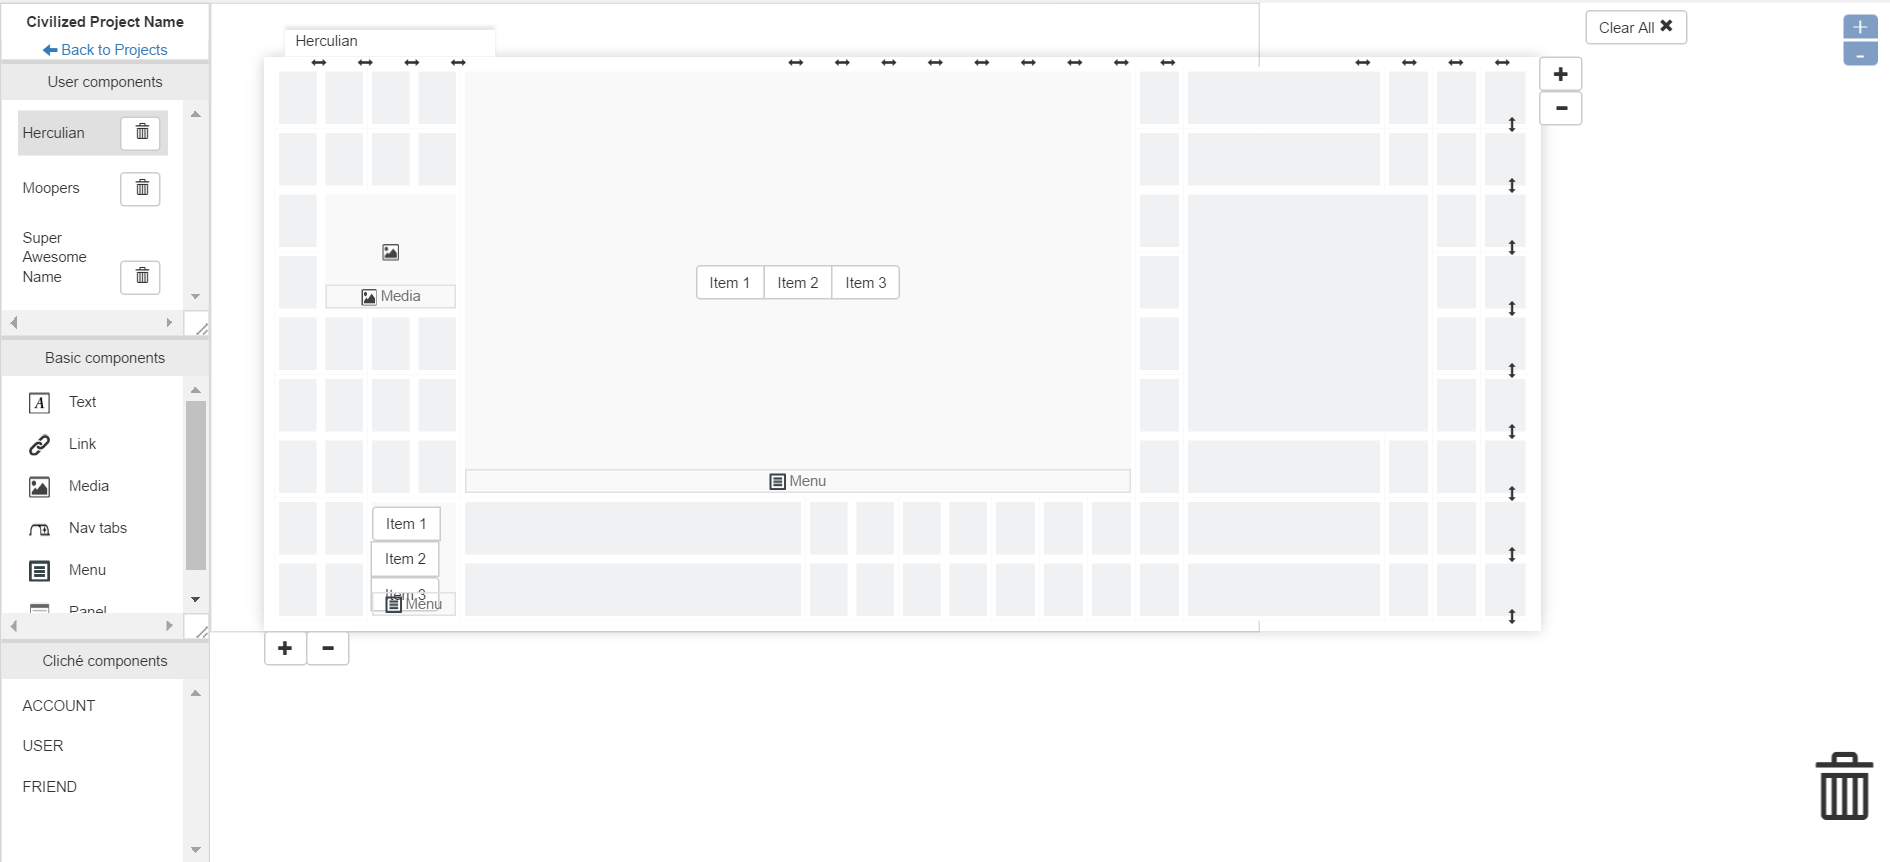 Civilized Project Name
Back to Projects
User components
Herculian
Moopers
Super
Awesome
Name
Basic components
Text
Link
Media
Nav tabs
Menu
Panel
Cliché components
ACCOUNT
USER
FRIEND
Herculian
Media
Item 1 Item 2 Item 3
Menu
Item 1
Item 2
Item 3
Menu
Clear All